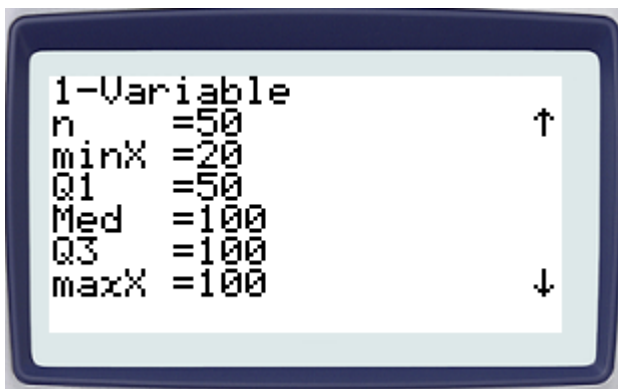 1-Variable
n =50 ↑
minX =20
Q1 =50
Med =100
Q3 =100
maxX =100 ↓